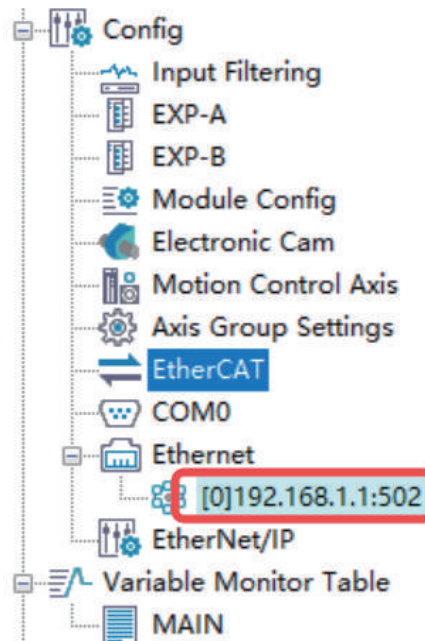 Config
Input Filtering
EXP-A
EXP-B
Module Config
Electronic Cam
Motion Control Axis
Axis Group Settings
EtherCAT
COM0
Ethernet
[0]192.168.1.1:502
EtherNet/IP
Variable Monitor Table
MAIN